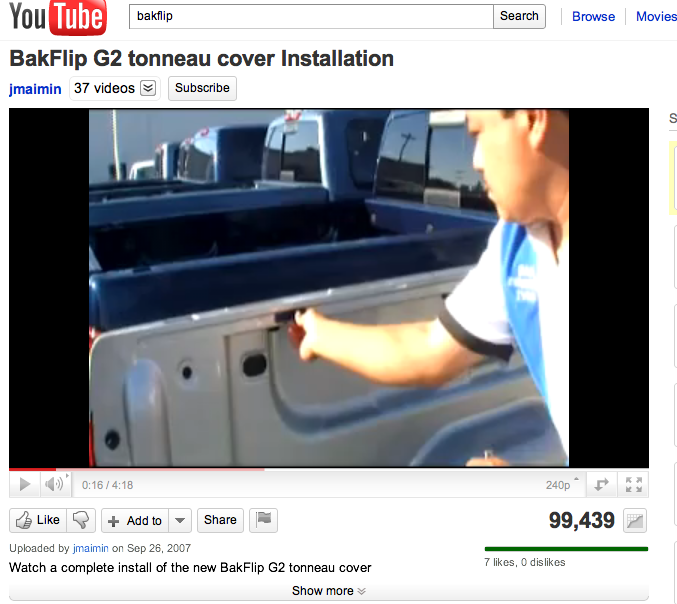 YouTube
bakflip
Search
Browse
Movies
BakFlip G2 tonneau cover Installation
jmaimin
37 videos
Subscribe
S
0:16 / 4:18
240p
Like
Add to
Share
99,439
Uploaded by jmaimin on Sep 26, 2007
7 likes, 0 dislikes
Watch a complete install of the new BakFlip G2 tonneau cover
Show more